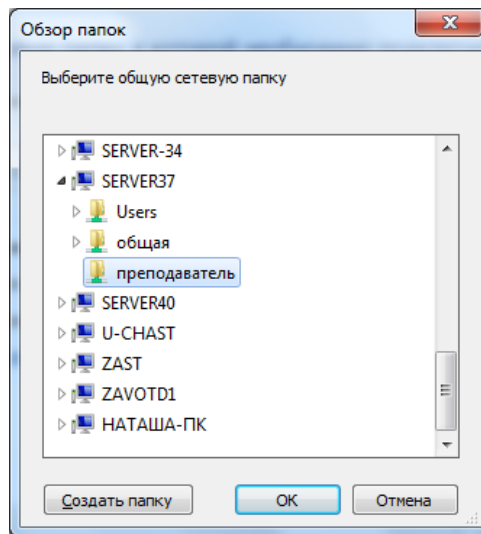 Обзор папок
Выберите общую сетевую папку
SERVER-34
SERVER37
Users
общая
преподаватель
SERVER40
U-CHAST
ZAST
ZAVOTD1
НАТАША-ПК
Создать папку
ОК
Отмена